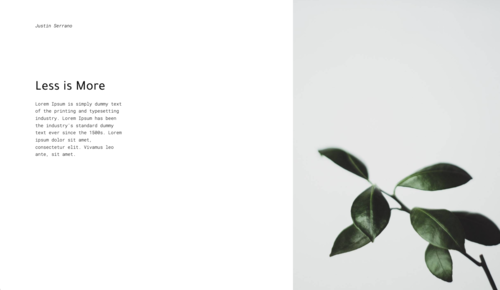 Justin Serrano
Less is More
Lorem Ipsum is simply dummy text
of the printing and typesetting
industry. Lorem Ipsum has been
the industry's standard dummy
text ever since the 1500s. Lorem
ipsum dolor sit amet,
consectetur elit. Vivamus leo
ante, sit amet.